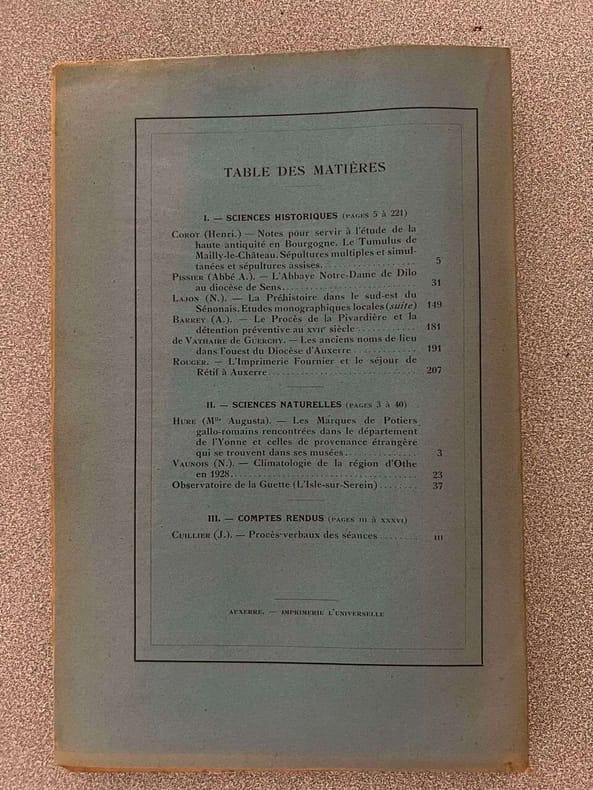 TABLE DES MATIÈRES
I. — SCIENCES HISTORIQUES (PAGES 5 à 221)
COROT (Henri.) — Notes pour servir à l'étude de la
haute antiquité en Bourgogne. Le Tumulus de
Mailly-le-Château. Sépultures multiples et simul-
tanées et sépultures assises.................... 5
PISSIER (Abbé A.). — L'Abbaye Notre-Dame de Dilo
au diocèse de Sens.................... 31
LAJON (N.). — La Préhistoire dans le sud-est du
Sénonais. Etudes monographiques locales (suite) 149
BARREY (A.). — Le Procès de la Pivardière et la
détention préventive au XVIIe siècle............ 181
de VATHAIRE de GUERCHY. — Les anciens noms de lieu
dans l'ouest du Diocèse d'Auxerre............ 191
ROUGER. — L'Imprimerie Fournier et le séjour de
Rétif à Auxerre........................ 207
II. — SCIENCES NATURELLES (PAGES 3 à 40)
HURE (Mlle Augusta). — Les Marques de Potiers
gallo-romains rencontrées dans le département
de l'Yonne et celles de provenance étrangère
qui se trouvent dans ses musées............... 3
VAUNOIS (N.). — Climatologie de la région d'Othe
en 1928........................ 23
Observatoire de la Guette (L'Isle-sur-Serein)........ 37
III. — COMPTES RENDUS (PAGES III à XXXVI)
CUILLIER (J.). — Procès-verbaux des séances ........ III
AUXERRE. — IMPRIMERIE L'UNIVERSELLE